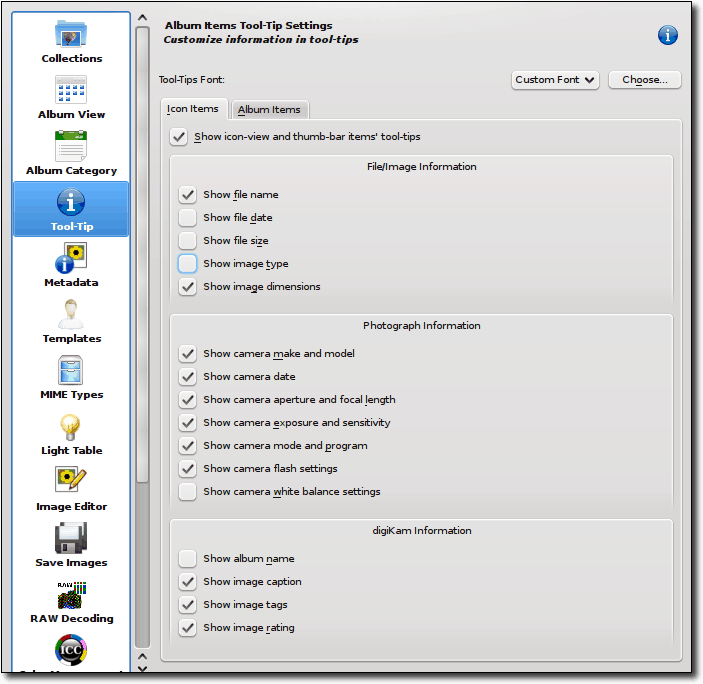 Collections
Album View
Album Category
Tool-Tip
Metadata
Templates
MIME Types
Light Table
Image Editor
Save Images
RAW
RAW Decoding
ICC
Album Items Tool-Tip Settings
Customize information in tool-tips
Tool-Tips Font:
Custom Font
Choose...
Icon Items
Album Items
Show icon-view and thumb-bar items' tool-tips
File/Image Information
Show file name
Show file date
Show file size
Show image type
Show image dimensions
Photograph Information
Show camera make and model
Show camera date
Show camera aperture and focal length
Show camera exposure and sensitivity
Show camera mode and program
Show camera flash settings
Show camera white balance settings
digiKam Information
Show album name
Show image caption
Show image tags
Show image rating